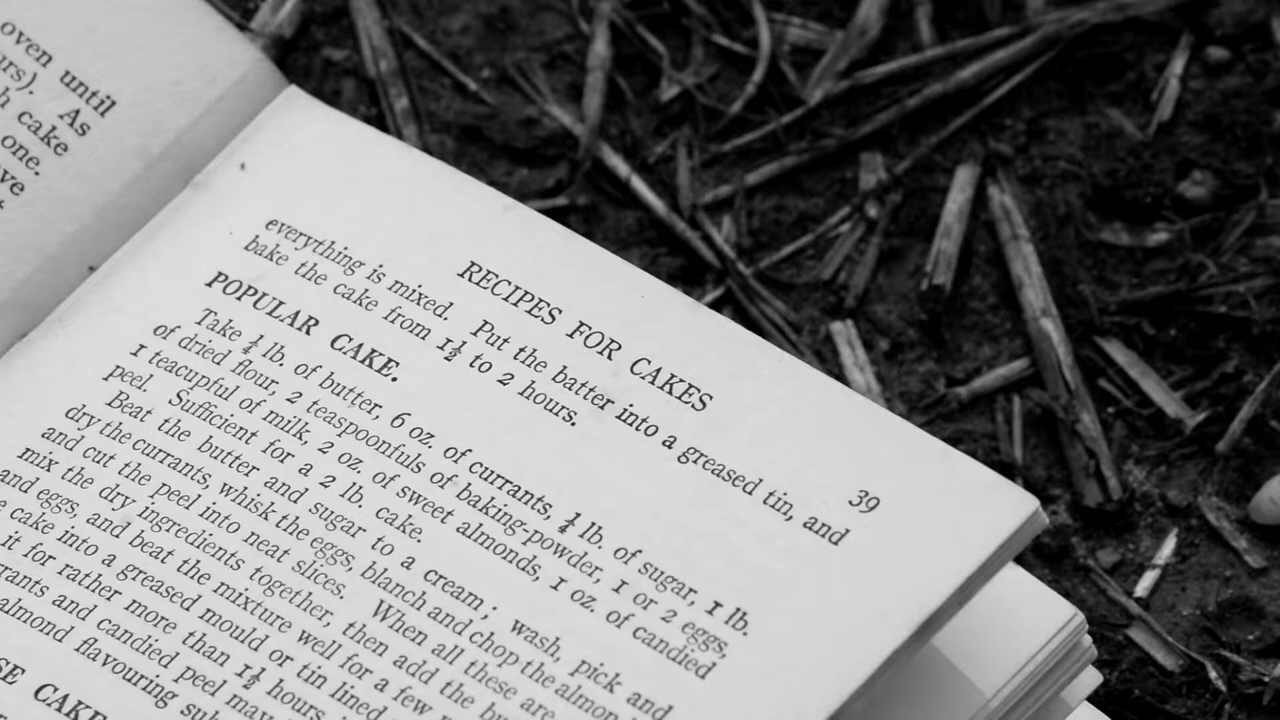 oven until
urs). As
h cake
one.
ve
RECIPES FOR CAKES 39
everything is mixed. Put the batter into a greased tin, and
bake the cake from 1½ to 2 hours.
POPULAR CAKE.
Take ¼ lb. of butter, 6 oz. of currants, ¼ lb. of sugar, 1 lb.
of dried flour, 2 teaspoonfuls of baking-powder, 1 or 2 eggs,
1 teacupful of milk, 2 oz. of sweet almonds, 1 oz. of candied
peel. Sufficient for a 2 lb. cake.
Beat the butter and sugar to a cream; wash, pick and
dry the currants, whisk the eggs, blanch and chop the almon
and cut the peel into neat slices. When all these are
mix the dry ingredients together, then add the bu
and eggs, and beat the mixture well for a few m
e cake into a greased mould or tin lined
it for rather more than 1½ hours.
rants and candied peel may
almond flavouring sub
SE CAKE